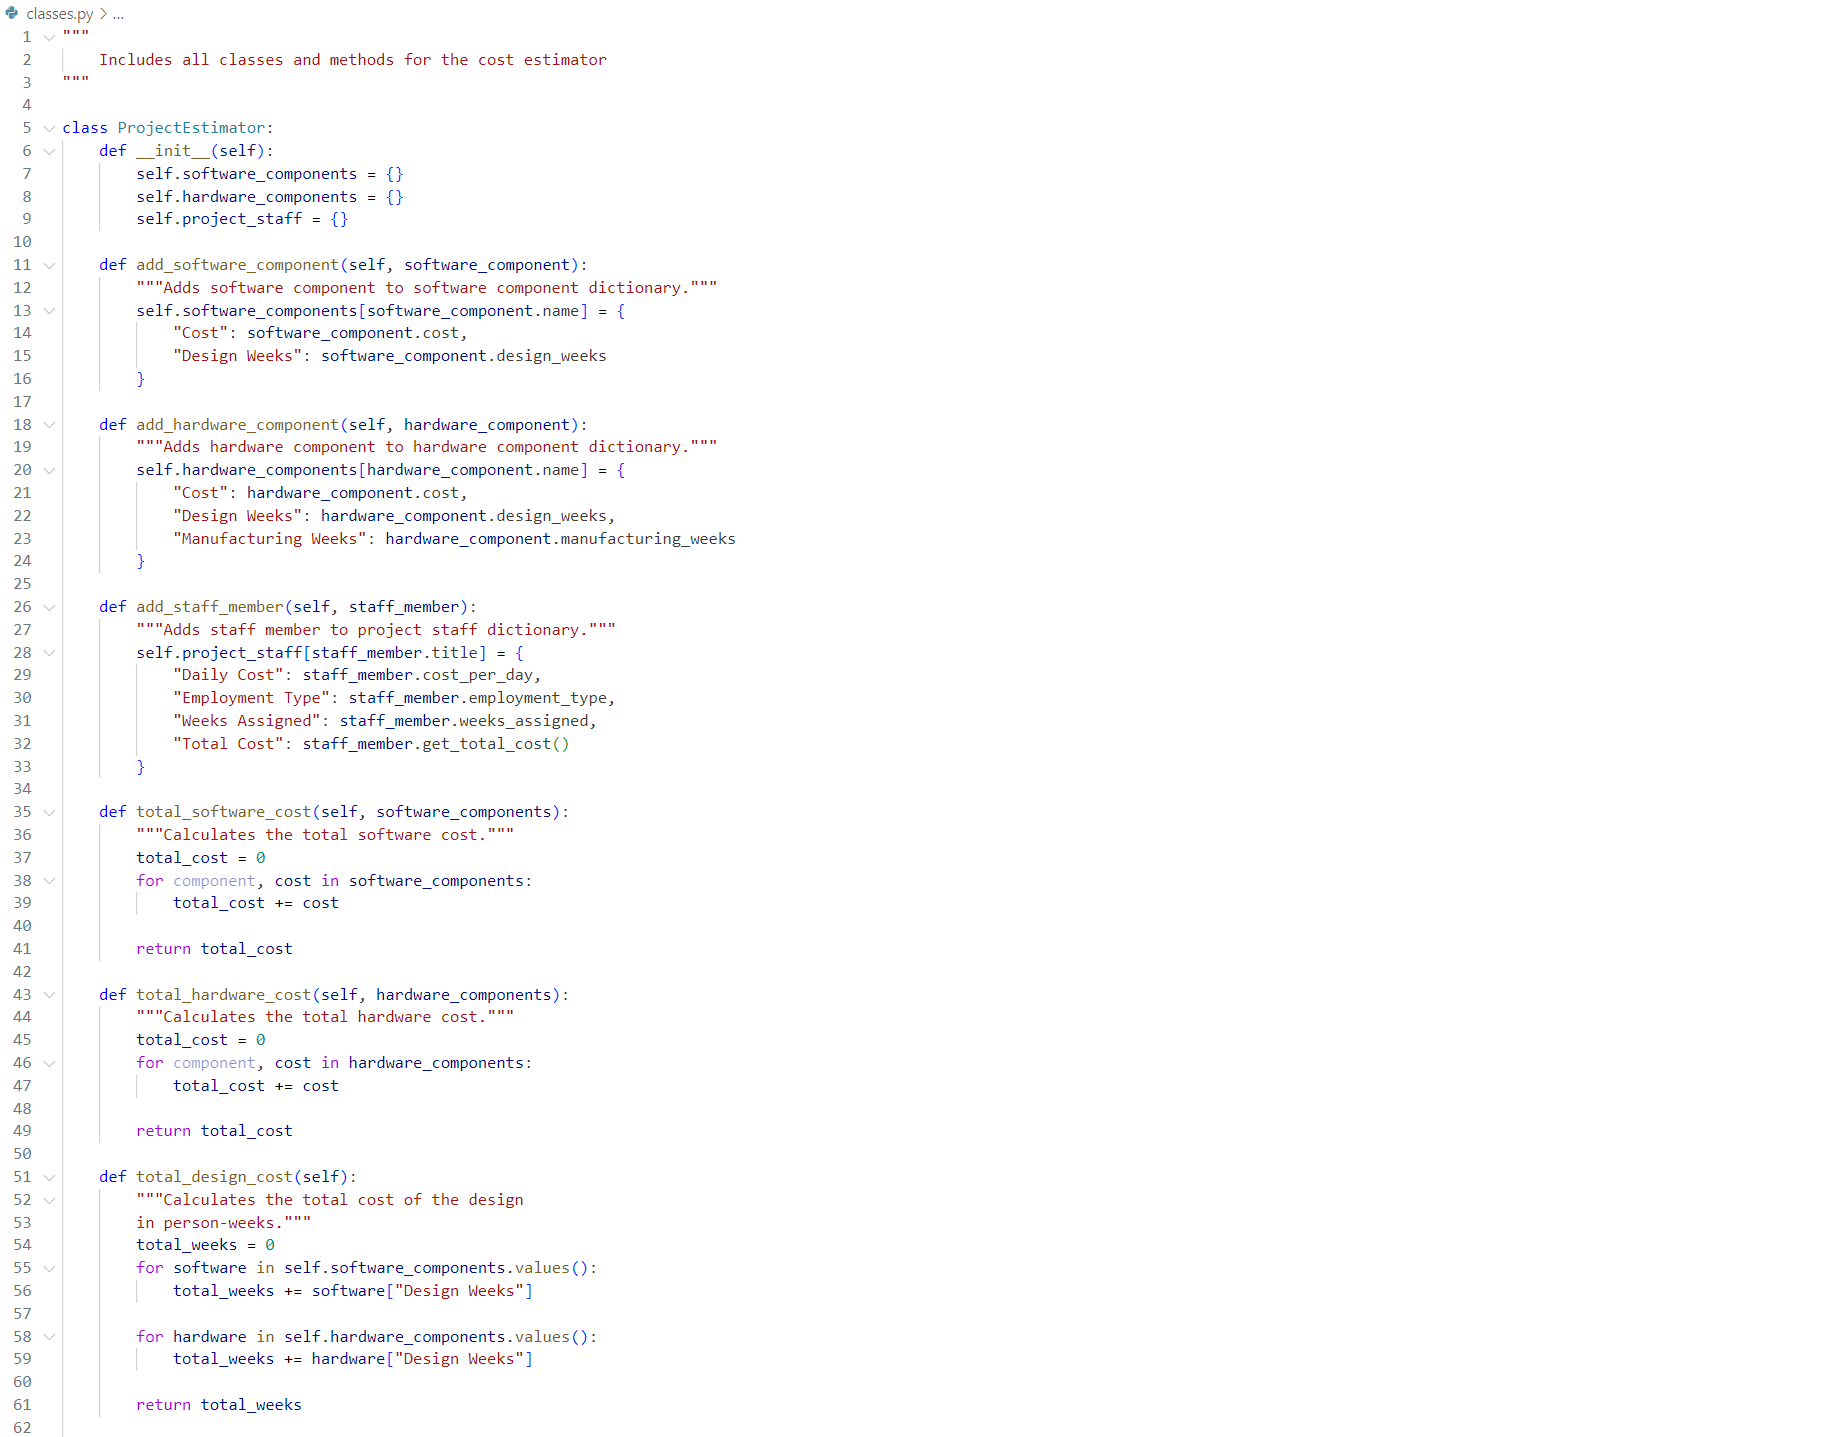 classes.py > ...
1 """
2     Includes all classes and methods for the cost estimator
3 """
4
5 class ProjectEstimator:
6     def __init__(self):
7         self.software_components = {}
8         self.hardware_components = {}
9         self.project_staff = {}
10
11     def add_software_component(self, software_component):
12         """Adds software component to software component dictionary."""
13         self.software_components[software_component.name] = {
14             "Cost": software_component.cost,
15             "Design Weeks": software_component.design_weeks
16         }
17
18     def add_hardware_component(self, hardware_component):
19         """Adds hardware component to hardware component dictionary."""
20         self.hardware_components[hardware_component.name] = {
21             "Cost": hardware_component.cost,
22             "Design Weeks": hardware_component.design_weeks,
23             "Manufacturing Weeks": hardware_component.manufacturing_weeks
24         }
25
26     def add_staff_member(self, staff_member):
27         """Adds staff member to project staff dictionary."""
28         self.project_staff[staff_member.title] = {
29             "Daily Cost": staff_member.cost_per_day,
30             "Employment Type": staff_member.employment_type,
31             "Weeks Assigned": staff_member.weeks_assigned,
32             "Total Cost": staff_member.get_total_cost()
33         }
34
35     def total_software_cost(self, software_components):
36         """Calculates the total software cost."""
37         total_cost = 0
38         for component, cost in software_components:
39             total_cost += cost
40
41         return total_cost
42
43     def total_hardware_cost(self, hardware_components):
44         """Calculates the total hardware cost."""
45         total_cost = 0
46         for component, cost in hardware_components:
47             total_cost += cost
48
49         return total_cost
50
51     def total_design_cost(self):
52         """Calculates the total cost of the design
53         in person-weeks."""
54         total_weeks = 0
55         for software in self.software_components.values():
56             total_weeks += software["Design Weeks"]
57
58         for hardware in self.hardware_components.values():
59             total_weeks += hardware["Design Weeks"]
60
61         return total_weeks
62